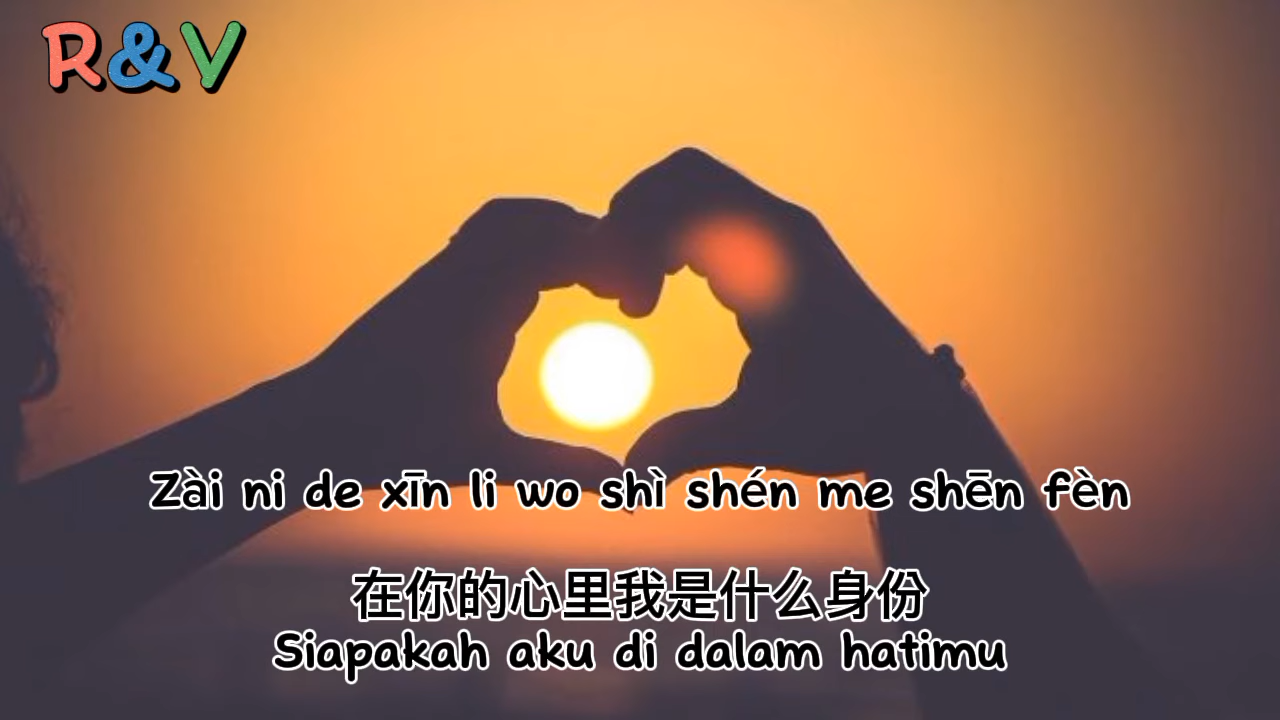 R&V
Zài ni de xīn li wo shì shén me shēn fèn
在你的心里我是什么身份
Siapakah aku di dalam hatimu